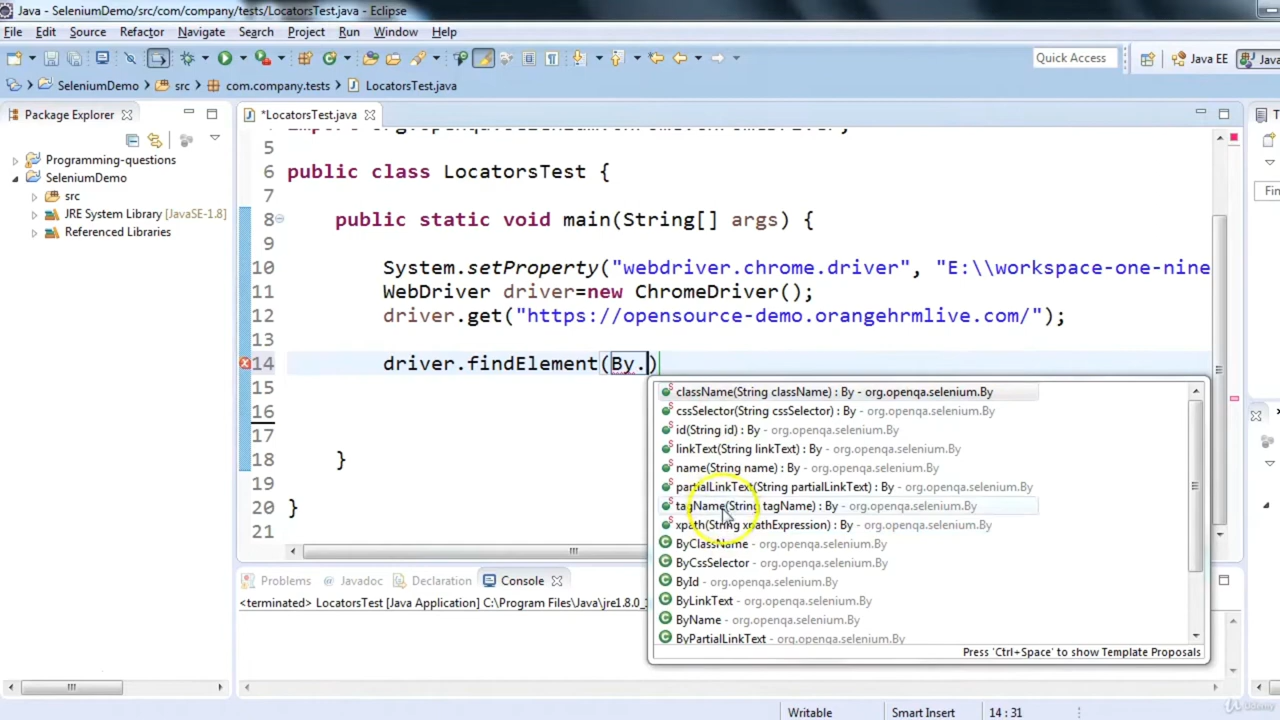 Java - SeleniumDemo/src/com/company/tests/LocatorsTest.java - Eclipse
File Edit Source Refactor Navigate Search Project Run Window Help
Quick Access Java EE Java
SeleniumDemo src com.company.tests LocatorsTest.java
Package Explorer
*LocatorsTest.java
Programming-questions
SeleniumDemo
src
JRE System Library [JavaSE-1.8]
Referenced Libraries
5
6 public class LocatorsTest {
7
8 public static void main(String[] args) {
9
10 System.setProperty("webdriver.chrome.driver", "E:\\workspace-one-nine
11 WebDriver driver=new ChromeDriver();
12 driver.get("https://opensource-demo.orangehrmlive.com/");
13
14 driver.findElement(By.)
15
16
17
18 }
19
20 }
21
className(String className) : By - org.openqa.selenium.By
cssSelector(String cssSelector) : By - org.openqa.selenium.By
id(String id) : By - org.openqa.selenium.By
linkText(String linkText) : By - org.openqa.selenium.By
name(String name) : By - org.openqa.selenium.By
partialLinkText(String partialLinkText) : By - org.openqa.selenium.By
tagName(String tagName) : By - org.openqa.selenium.By
xpath(String xpathExpression) : By - org.openqa.selenium.By
ByClassName - org.openqa.selenium.By
ByCssSelector - org.openqa.selenium.By
ById - org.openqa.selenium.By
ByLinkText - org.openqa.selenium.By
ByName - org.openqa.selenium.By
ByPartialLinkText - org.openqa.selenium.By
Press 'Ctrl+Space' to show Template Proposals
Problems Javadoc Declaration Console
<terminated> LocatorsTest [Java Application] C:\Program Files\Java\jre1.8.0_
Writable Smart Insert 14 : 31
Udemy